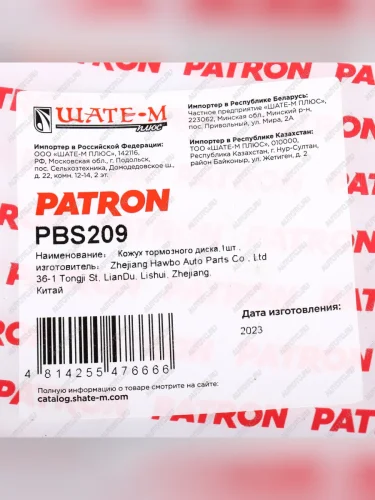 PATRON
ШАТЕ-М
ПЛЮС
Импортер в Российской Федерации:
ООО «ШАТЕ-М ПЛЮС», 142116,
РФ, Московская обл., г. Подольск,
пос. Сельхозтехника, Домодедовское ш.,
д. 22, комн. 12-14, 2 эт.
Импортер в Республике Беларусь:
Частное предприятие «ШАТЕ-М ПЛЮС»,
223062, Минская обл., Минский р-н,
пос. Привольный, ул. Мира, 2А
Импортер в Республике Казахстан:
ТОО «ШАТЕ-М ПЛЮС», 010000,
Республика Казахстан, г. Нур-Султан,
район Байконыр, ул. Жетиген, д. 2
PATRON
PBS209
Наименование: Кожух тормозного диска,1шт.
изготовитель: Zhejiang Hawbo Auto Parts Co., Ltd
36-1 Tongji St. LianDu. Lishui. Zhejiang.
Китай
Дата изготовления:
2023
4 814255 476666
Полную информацию о товаре смотрите на сайте:
catalog.shate-m.com
PATRON
PATRON